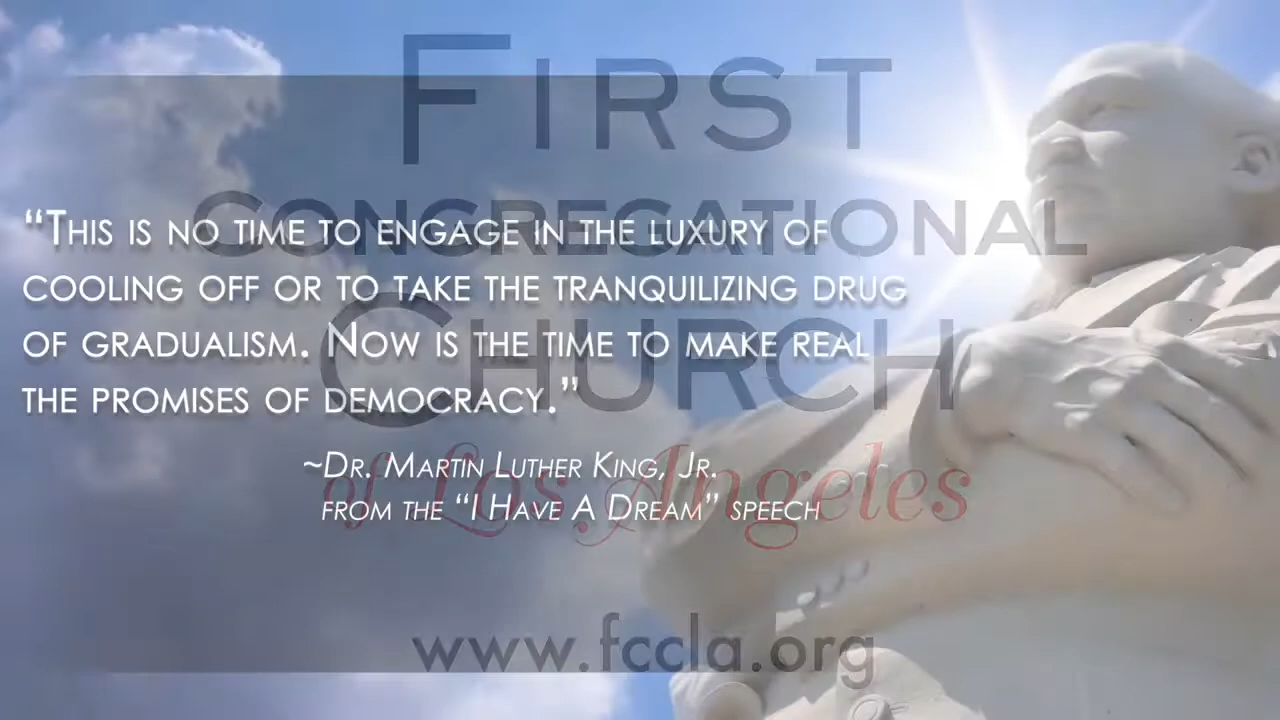 First
Congregational
Church
of Los Angeles
www.fccla.org
“This is no time to engage in the luxury of
cooling off or to take the tranquilizing drug
of gradualism. Now is the time to make real
the promises of democracy.”
~Dr. Martin Luther King, Jr.
from the “I Have A Dream” speech